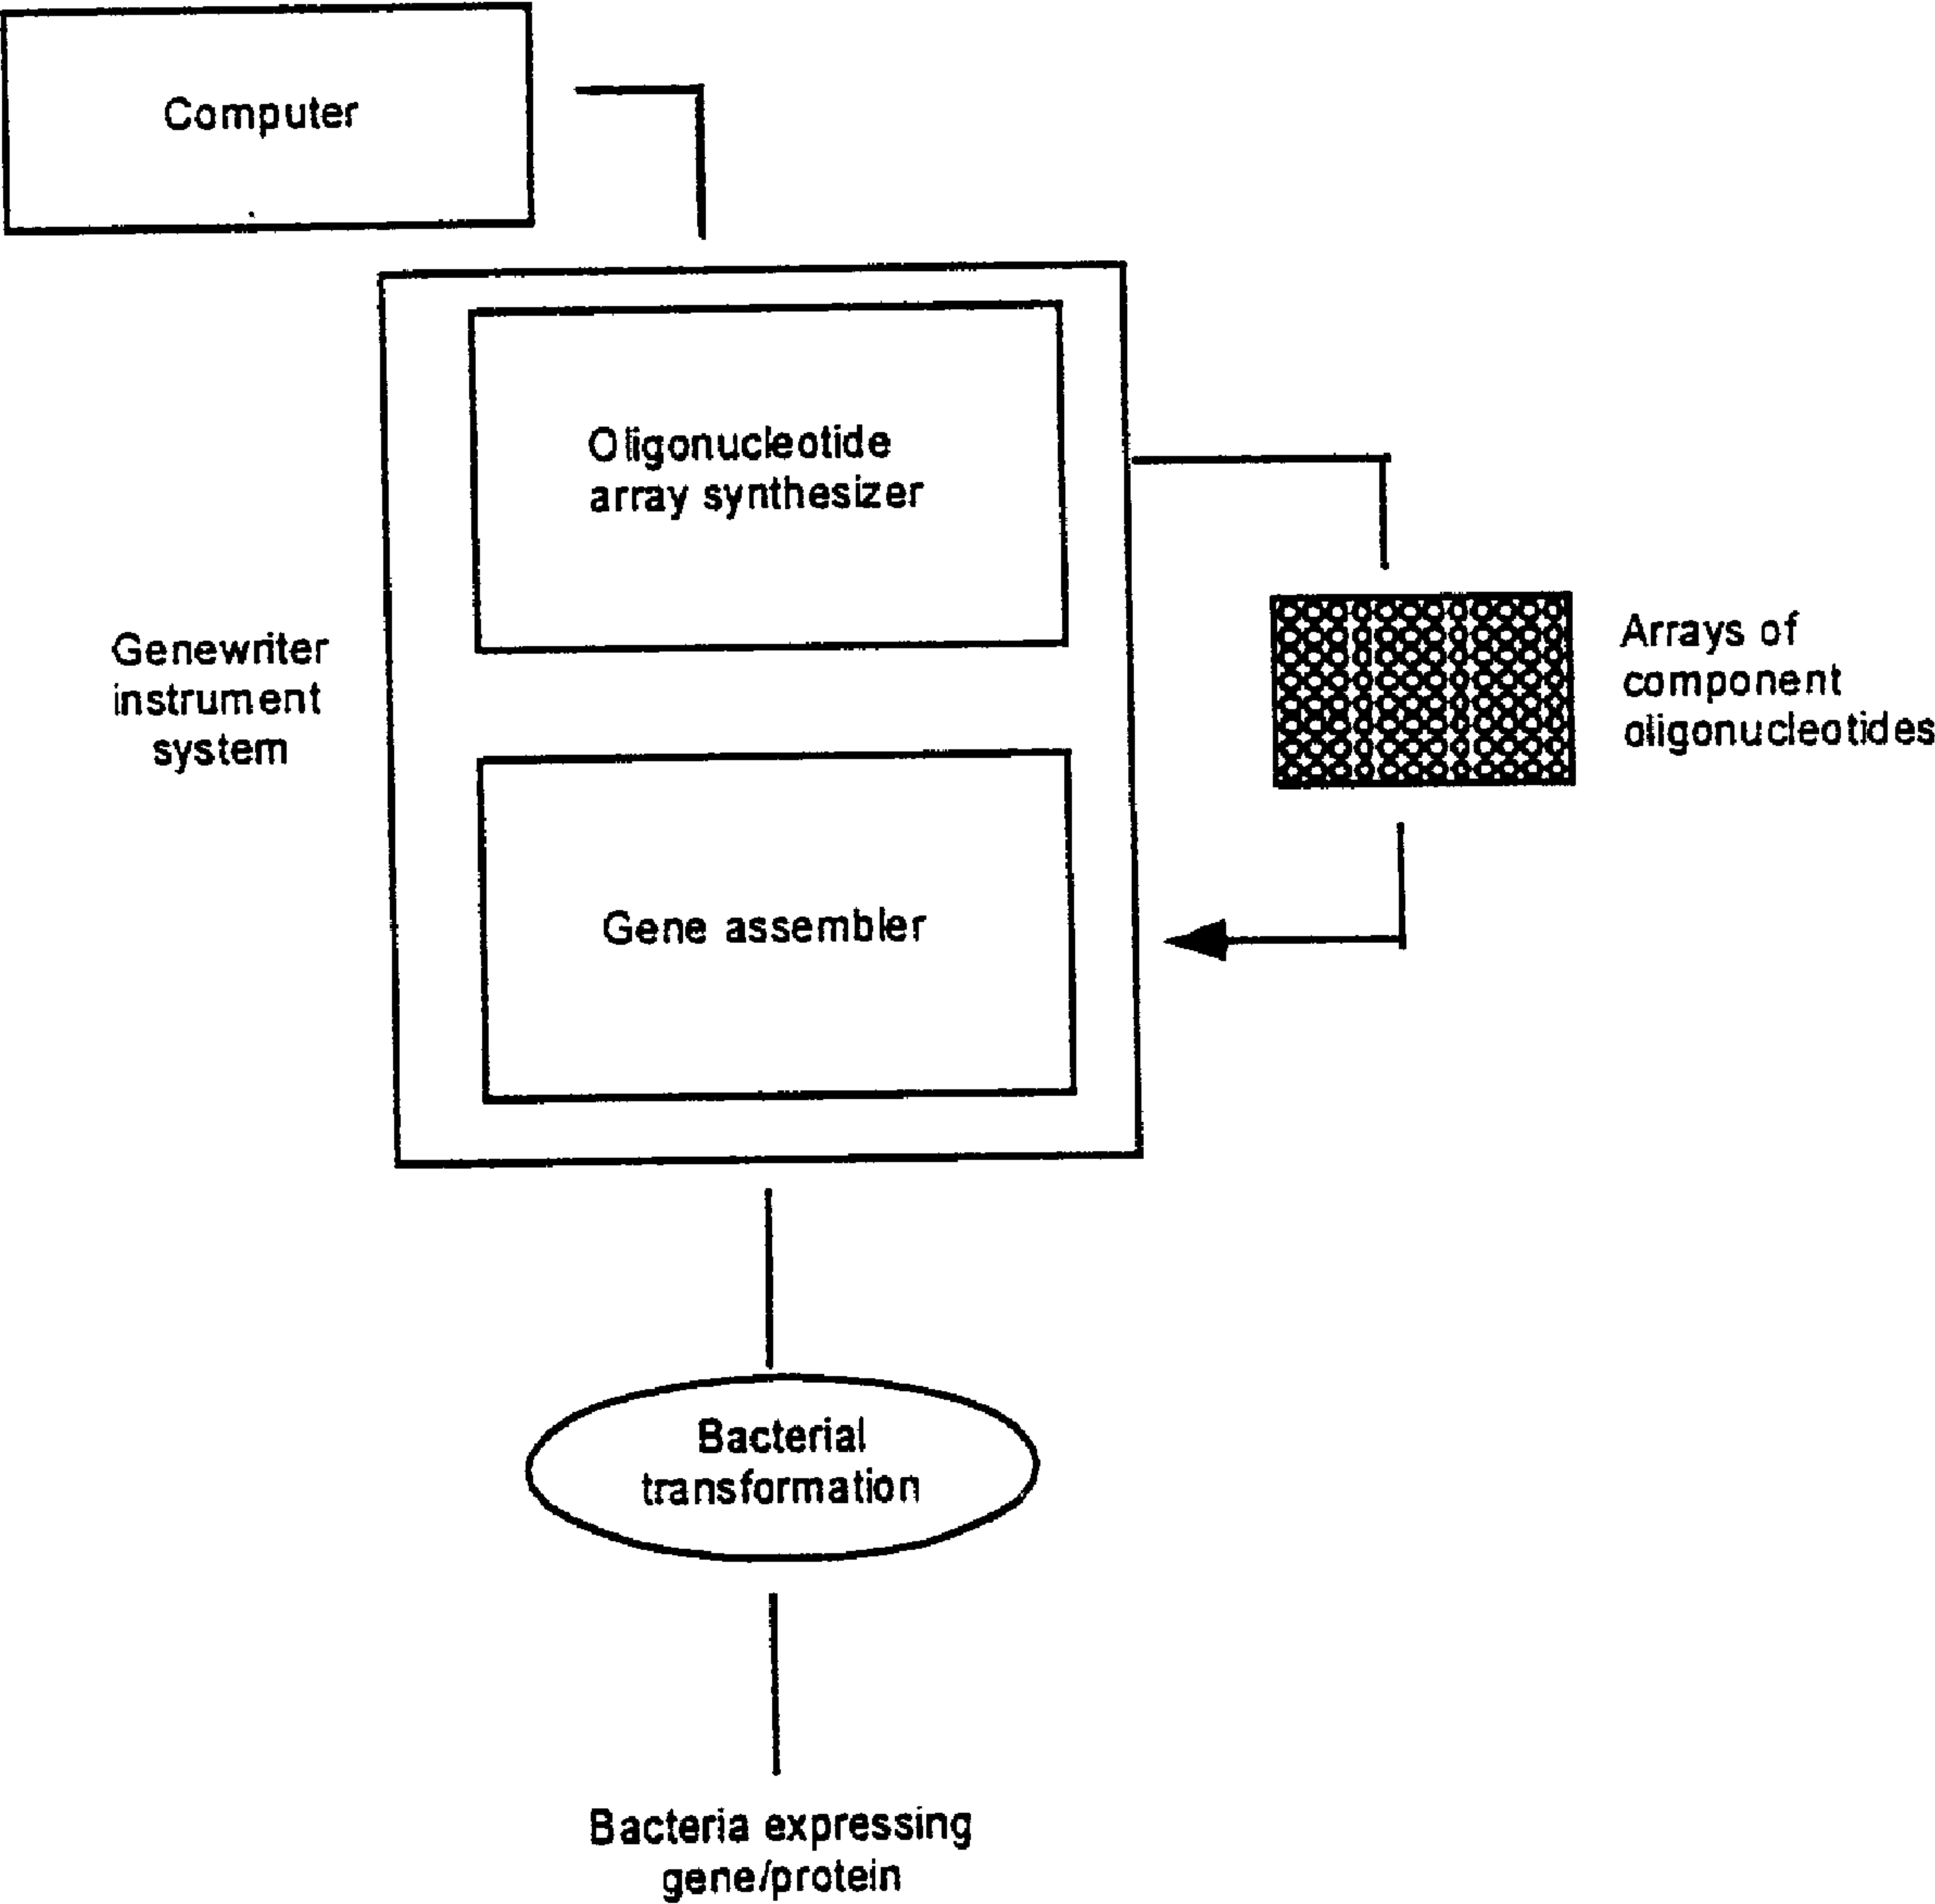 Computer
Oligonucleotide
array synthesizer
Genewriter
instrument
system
Arrays of
component
oligonucleotides
Gene assembler
Bacterial
transformation
Bacteria expressing
gene/protein